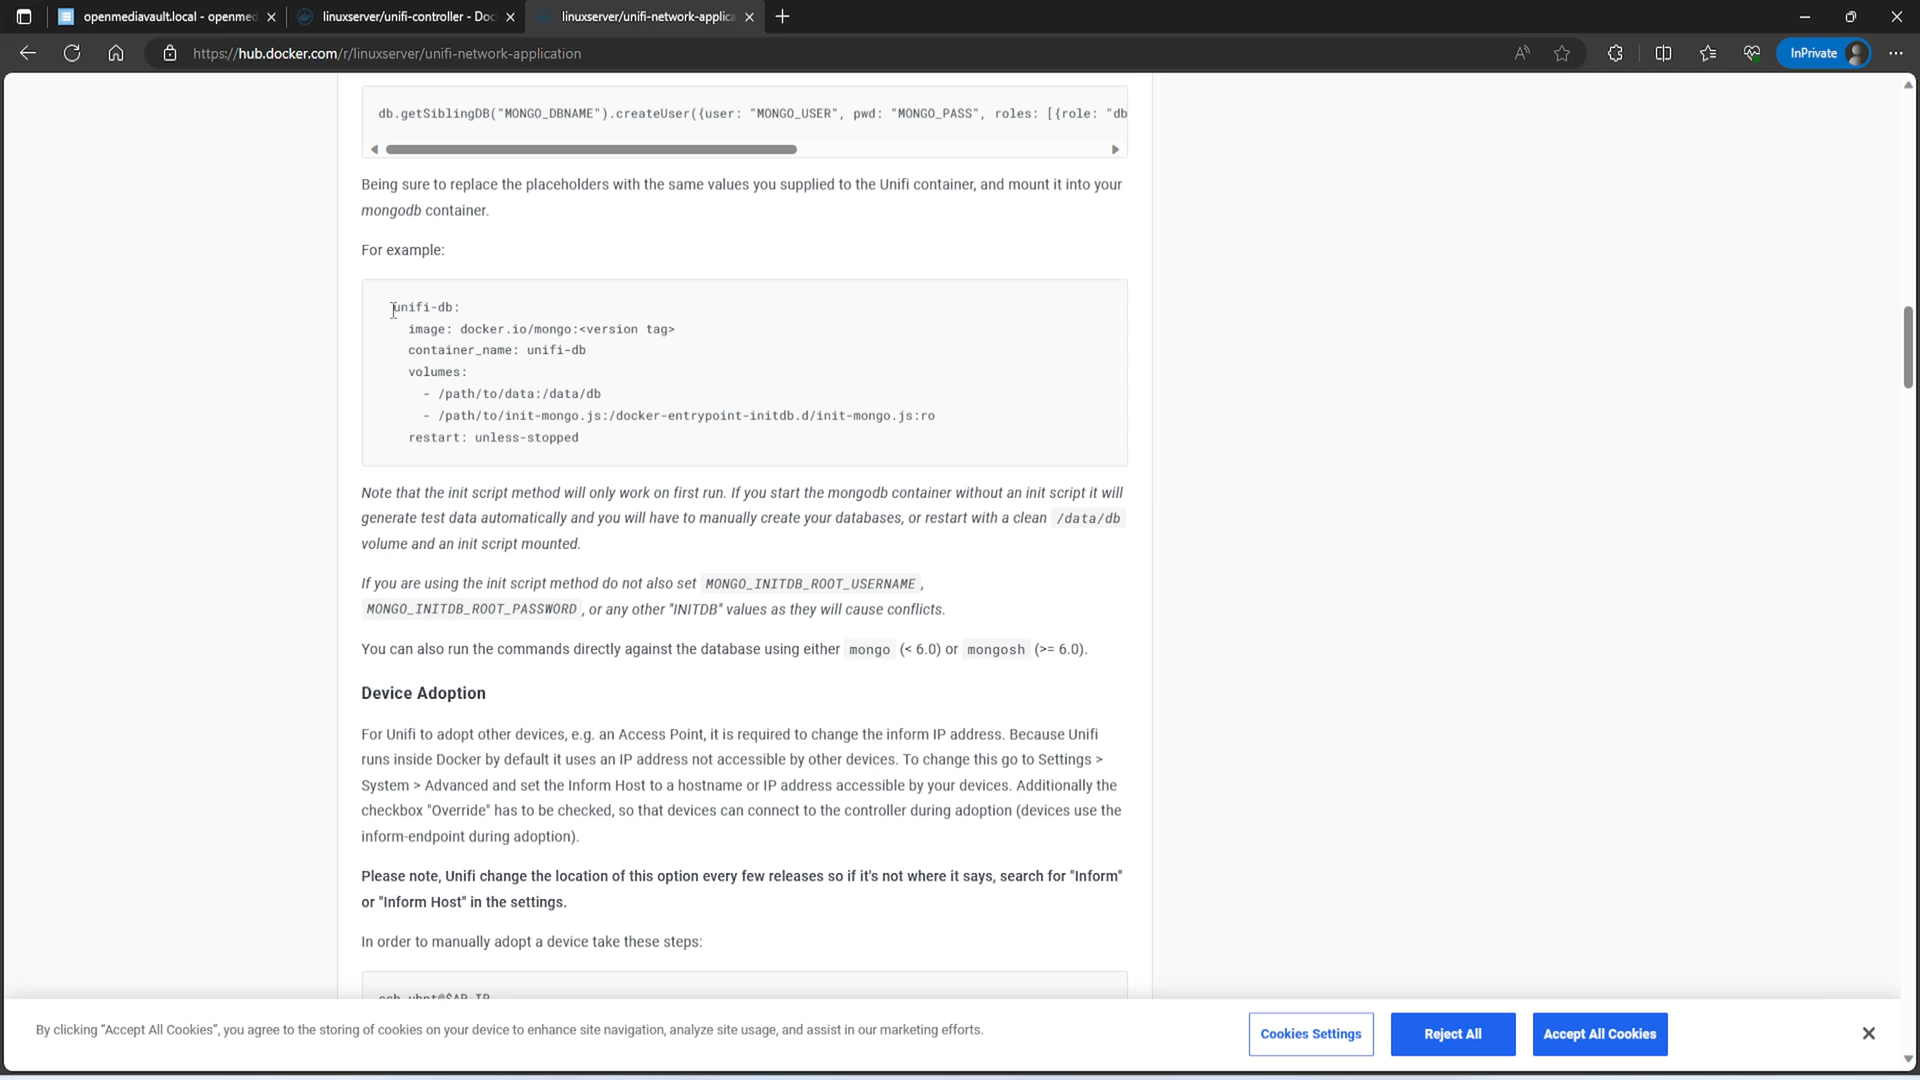 openmediavault.local - openmed
linuxserver/unifi-controller - Doc
linuxserver/unifi-network-applica
https://hub.docker.com/r/linuxserver/unifi-network-application
InPrivate
db.getSiblingDB("MONGO_DBNAME").createUser({user: "MONGO_USER", pwd: "MONGO_PASS", roles: [{role: "db
Being sure to replace the placeholders with the same values you supplied to the Unifi container, and mount it into your
mongodb container.
For example:
unifi-db:
image: docker.io/mongo:<version tag>
container_name: unifi-db
volumes:
- /path/to/data:/data/db
- /path/to/init-mongo.js:/docker-entrypoint-initdb.d/init-mongo.js:ro
restart: unless-stopped
Note that the init script method will only work on first run. If you start the mongodb container without an init script it will
generate test data automatically and you will have to manually create your databases, or restart with a clean /data/db
volume and an init script mounted.
If you are using the init script method do not also set MONGO_INITDB_ROOT_USERNAME ,
MONGO_INITDB_ROOT_PASSWORD , or any other "INITDB" values as they will cause conflicts.
You can also run the commands directly against the database using either mongo (< 6.0) or mongosh (>= 6.0).
Device Adoption
For Unifi to adopt other devices, e.g. an Access Point, it is required to change the inform IP address. Because Unifi
runs inside Docker by default it uses an IP address not accessible by other devices. To change this go to Settings >
System > Advanced and set the Inform Host to a hostname or IP address accessible by your devices. Additionally the
checkbox "Override" has to be checked, so that devices can connect to the controller during adoption (devices use the
inform-endpoint during adoption).
Please note, Unifi change the location of this option every few releases so if it's not where it says, search for "Inform"
or "Inform Host" in the settings.
In order to manually adopt a device take these steps:
ssh ubnt@$AP-IP
By clicking “Accept All Cookies”, you agree to the storing of cookies on your device to enhance site navigation, analyze site usage, and assist in our marketing efforts.
Cookies Settings
Reject All
Accept All Cookies